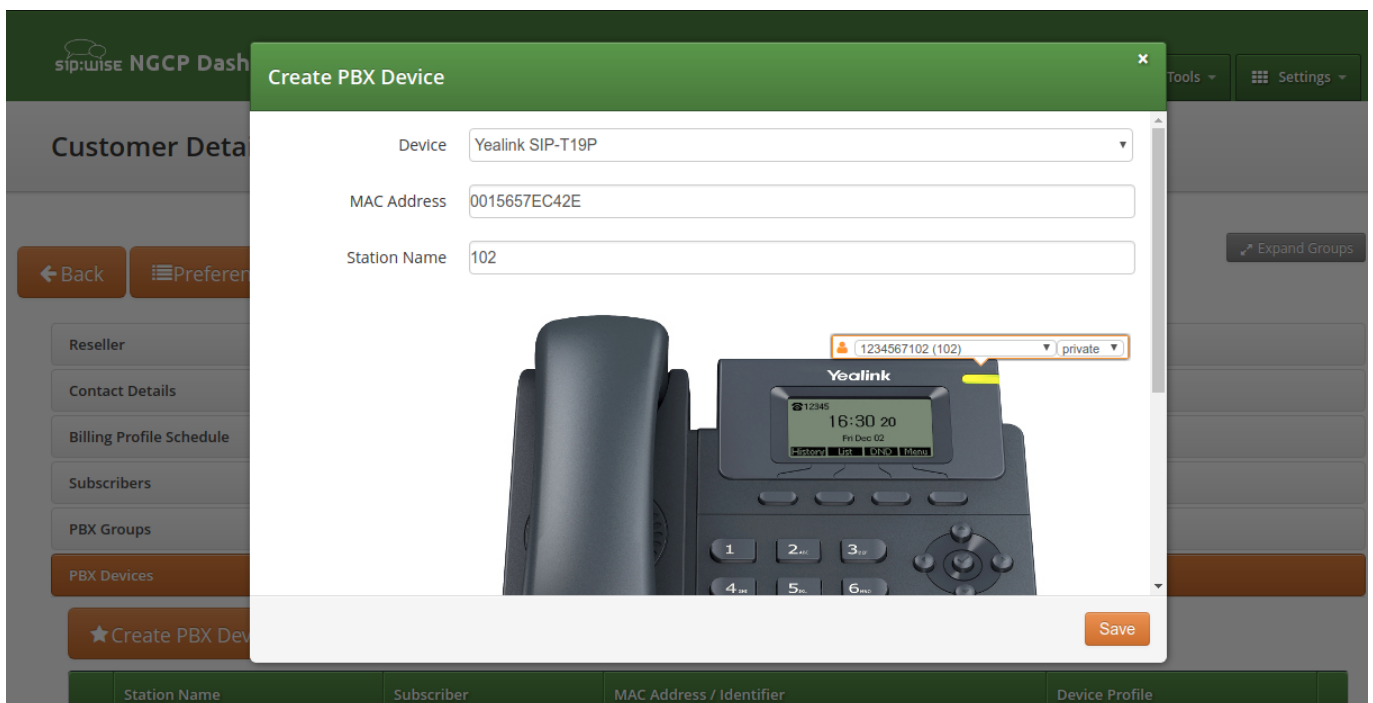 sip:wise NGCP Dash
Create PBX Device
×
Tools
Settings
Customer Detai
Device
Yealink SIP-T19P
MAC Address
0015657EC42E
Station Name
102
Expand Groups
Back
Preferen
1234567102 (102)
private
Reseller
Contact Details
Billing Profile Schedule
Subscribers
PBX Groups
PBX Devices
Yealink
12345
16:30 20
Fri Dec 02
History List DND Menu
1 2 ABC 3
4 5 6
Create PBX Dev
Save
Station Name
Subscriber
MAC Address / Identifier
Device Profile